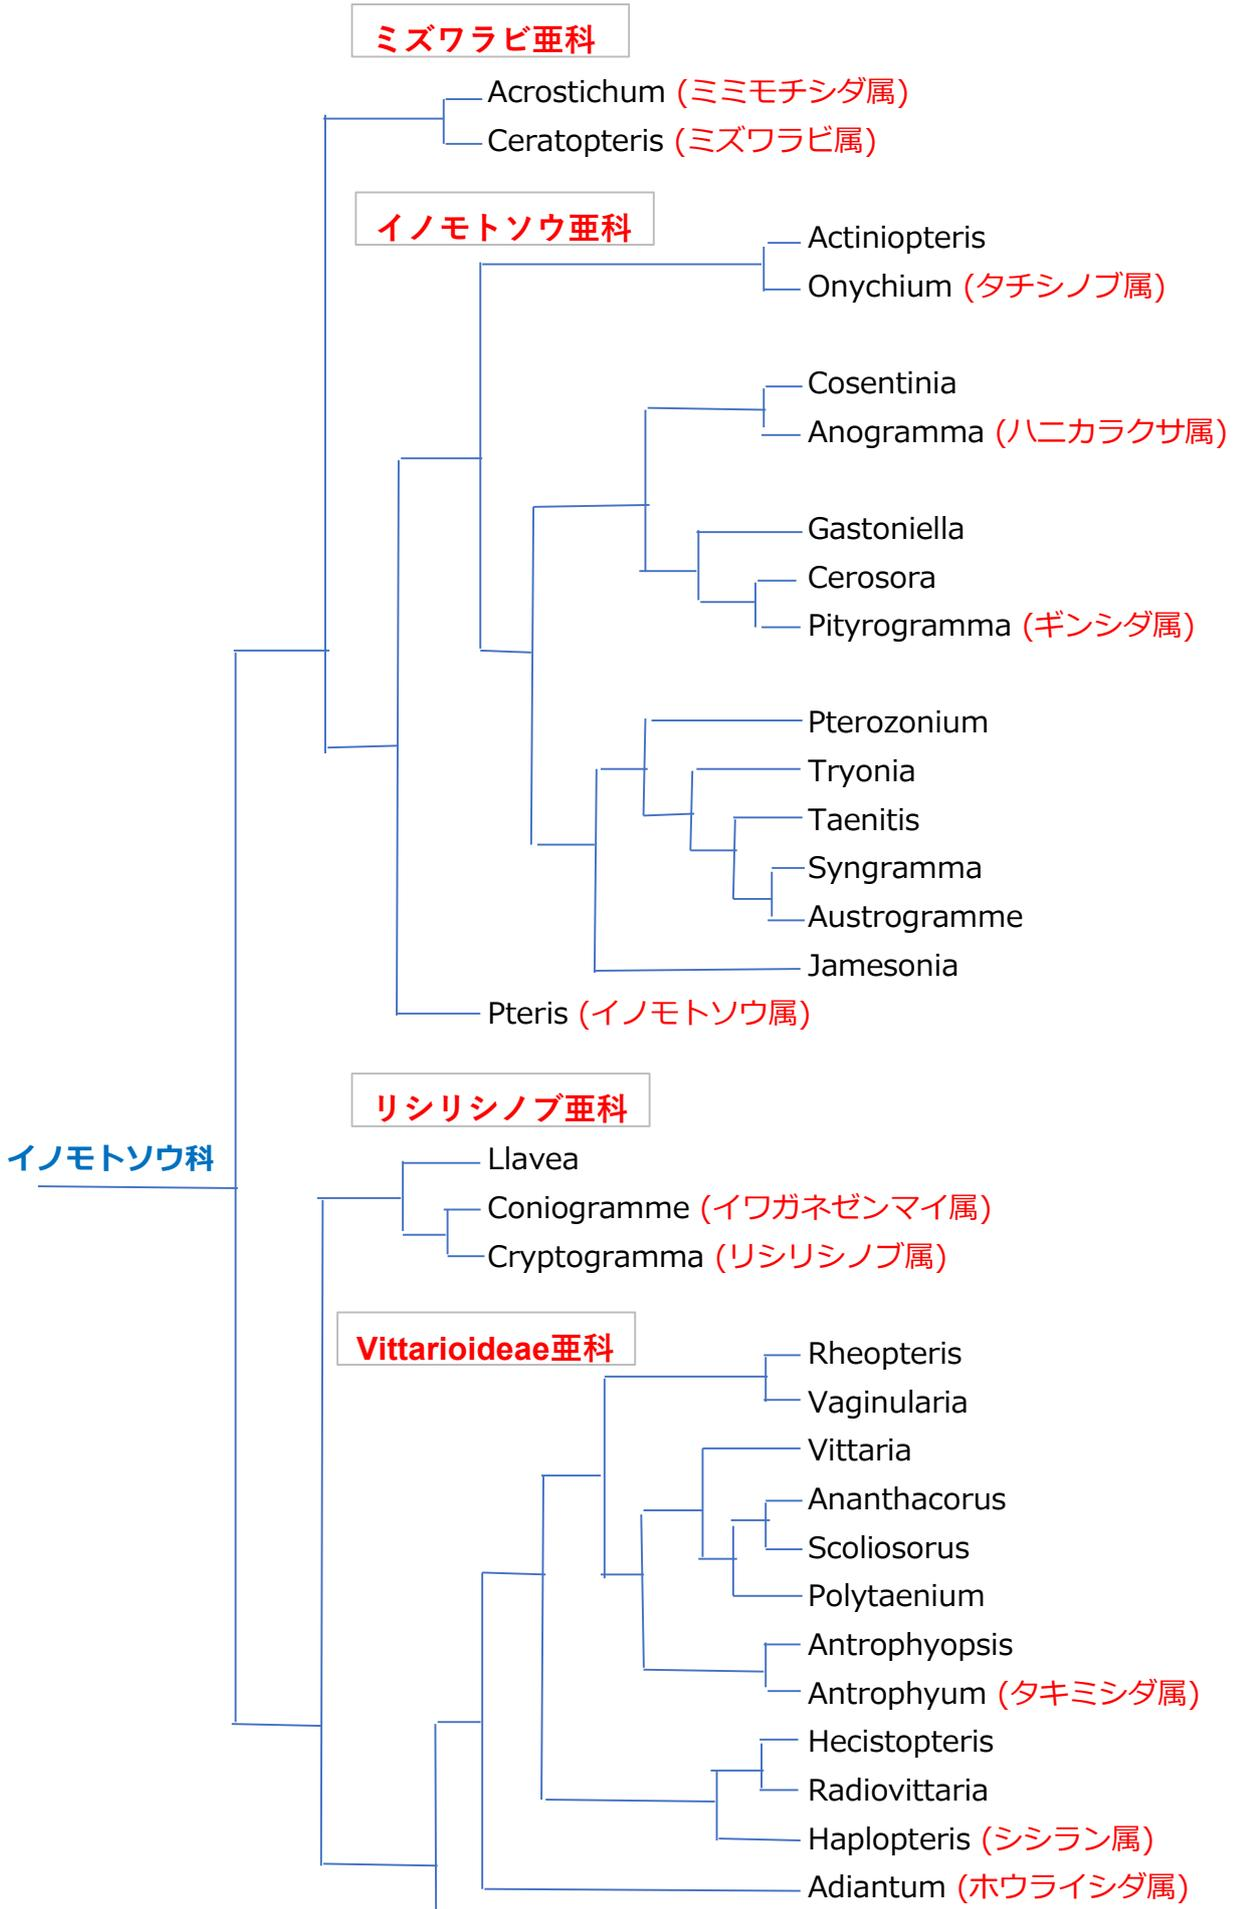 ミズワラビ亜科
Acrostichum (ミミモチシダ属)
Ceratopteris (ミズワラビ属)
イノモトソウ亜科
Actiniopteris
Onychium (タチシノブ属)
Cosentinia
Anogramma (ハニカラクサ属)
Gastoniella
Cerosora
Pityrogramma (ギンシダ属)
Pterozonium
Tryonia
Taenitis
Syngramma
Austrogramme
Jamesonia
Pteris (イノモトソウ属)
リシリシノブ亜科
イノモトソウ科
Llavea
Coniogramme (イワガネゼンマイ属)
Cryptogramma (リシリシノブ属)
Vittarioideae亜科
Rheopteris
Vaginularia
Vittaria
Ananthacorus
Scoliosorus
Polytaenium
Antrophyopsis
Antrophyum (タキミシダ属)
Hecistopteris
Radiovittaria
Haplopteris (シシラン属)
Adiantum (ホウライシダ属)